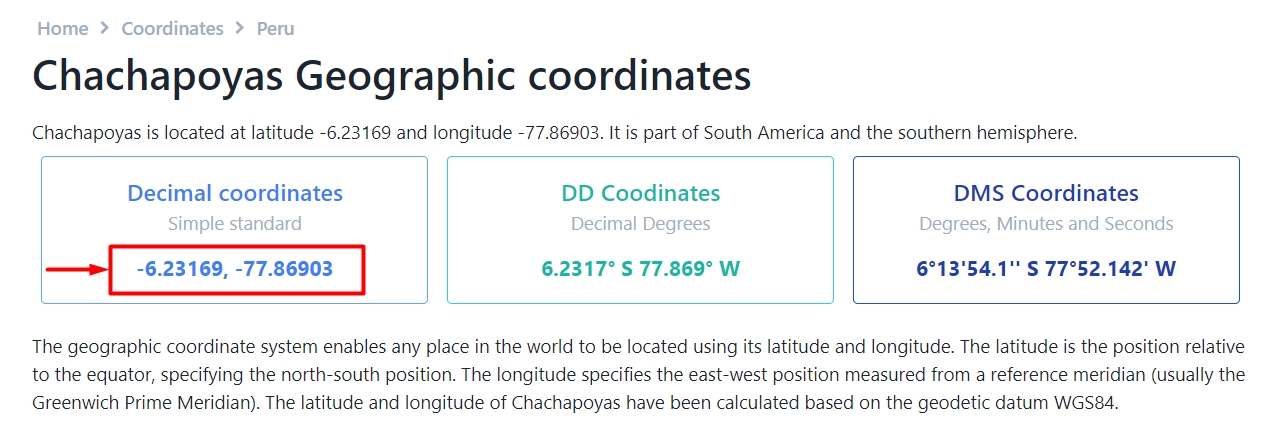 Home > Coordinates > Peru
Chachapoyas Geographic coordinates
Chachapoyas is located at latitude -6.23169 and longitude -77.86903. It is part of South America and the southern hemisphere.
Decimal coordinates
Simple standard
-6.23169, -77.86903
DD Coodinates
Decimal Degrees
6.2317° S 77.869° W
DMS Coordinates
Degrees, Minutes and Seconds
6°13'54.1'' S 77°52.142' W
The geographic coordinate system enables any place in the world to be located using its latitude and longitude. The latitude is the position relative
to the equator, specifying the north-south position. The longitude specifies the east-west position measured from a reference meridian (usually the
Greenwich Prime Meridian). The latitude and longitude of Chachapoyas have been calculated based on the geodetic datum WGS84.